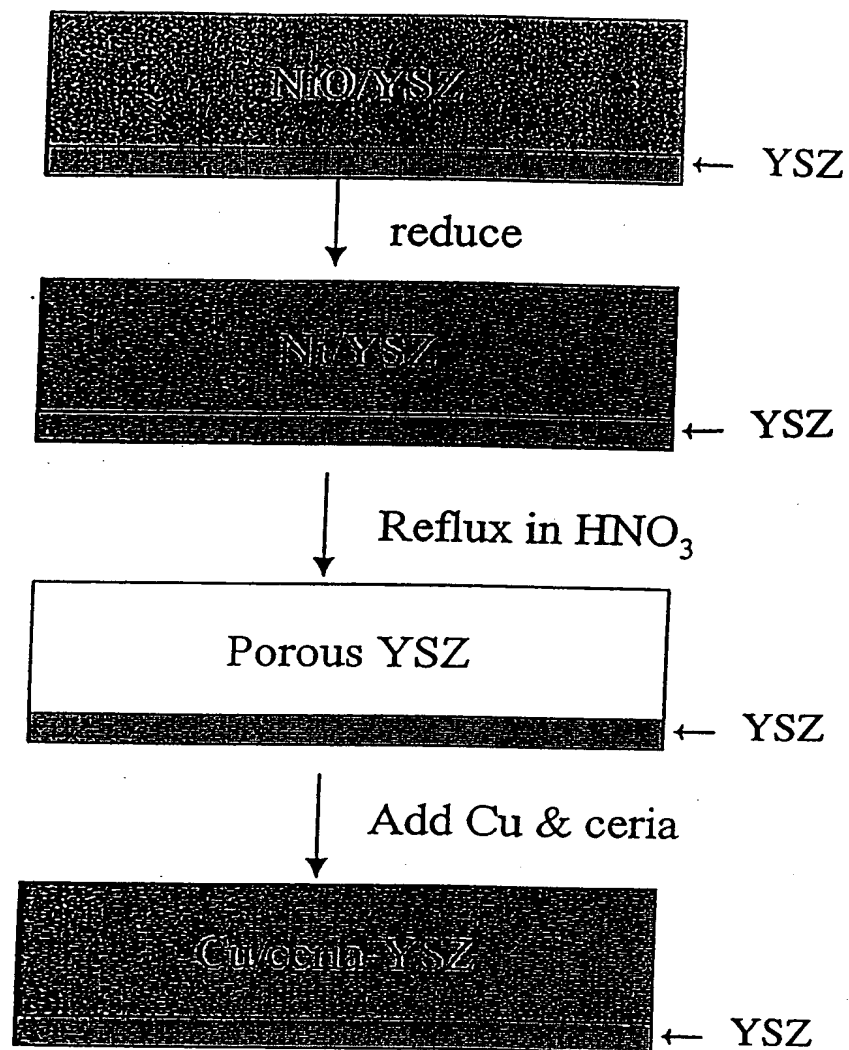 NiO/YSZ
← YSZ
reduce
Ni/YSZ
← YSZ
Reflux in HNO₃
Porous YSZ
← YSZ
Add Cu & ceria
Cu/ceria-YSZ
← YSZ